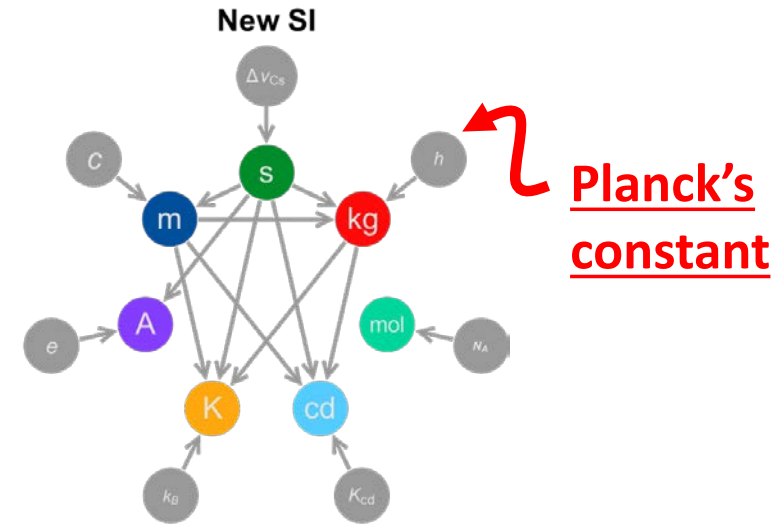 New SI
ΔνCs
C
h
s
Planck’s
constant
m
kg
A
mol
e
NA
K
cd
kB
Kcd